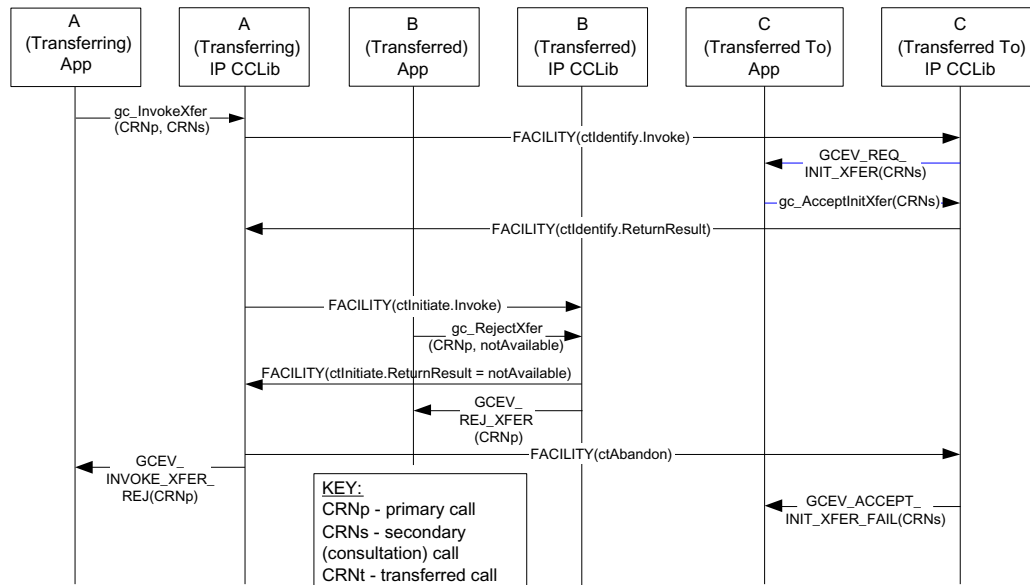 A
(Transferring)
App
A
(Transferring)
IP CCLib
B
(Transferred)
App
B
(Transferred)
IP CCLib
C
(Transferred To)
App
C
(Transferred To)
IP CCLib
gc_InvokeXfer
(CRNp, CRNs)
FACILITY(ctIdentify.Invoke)
GCEV_REQ_
INIT_XFER(CRNs)
gc_AcceptInitXfer(CRNs)
FACILITY(ctIdentify.ReturnResult)
FACILITY(ctInitiate.Invoke)
gc_RejectXfer
(CRNp, notAvailable)
FACILITY(ctInitiate.ReturnResult = notAvailable)
GCEV_
REJ_XFER
(CRNp)
FACILITY(ctAbandon)
GCEV_
INVOKE_XFER_
REJ(CRNp)
GCEV_ACCEPT_
INIT_XFER_FAIL(CRNs)
KEY:
CRNp - primary call
CRNs - secondary
(consultation) call
CRNt - transferred call